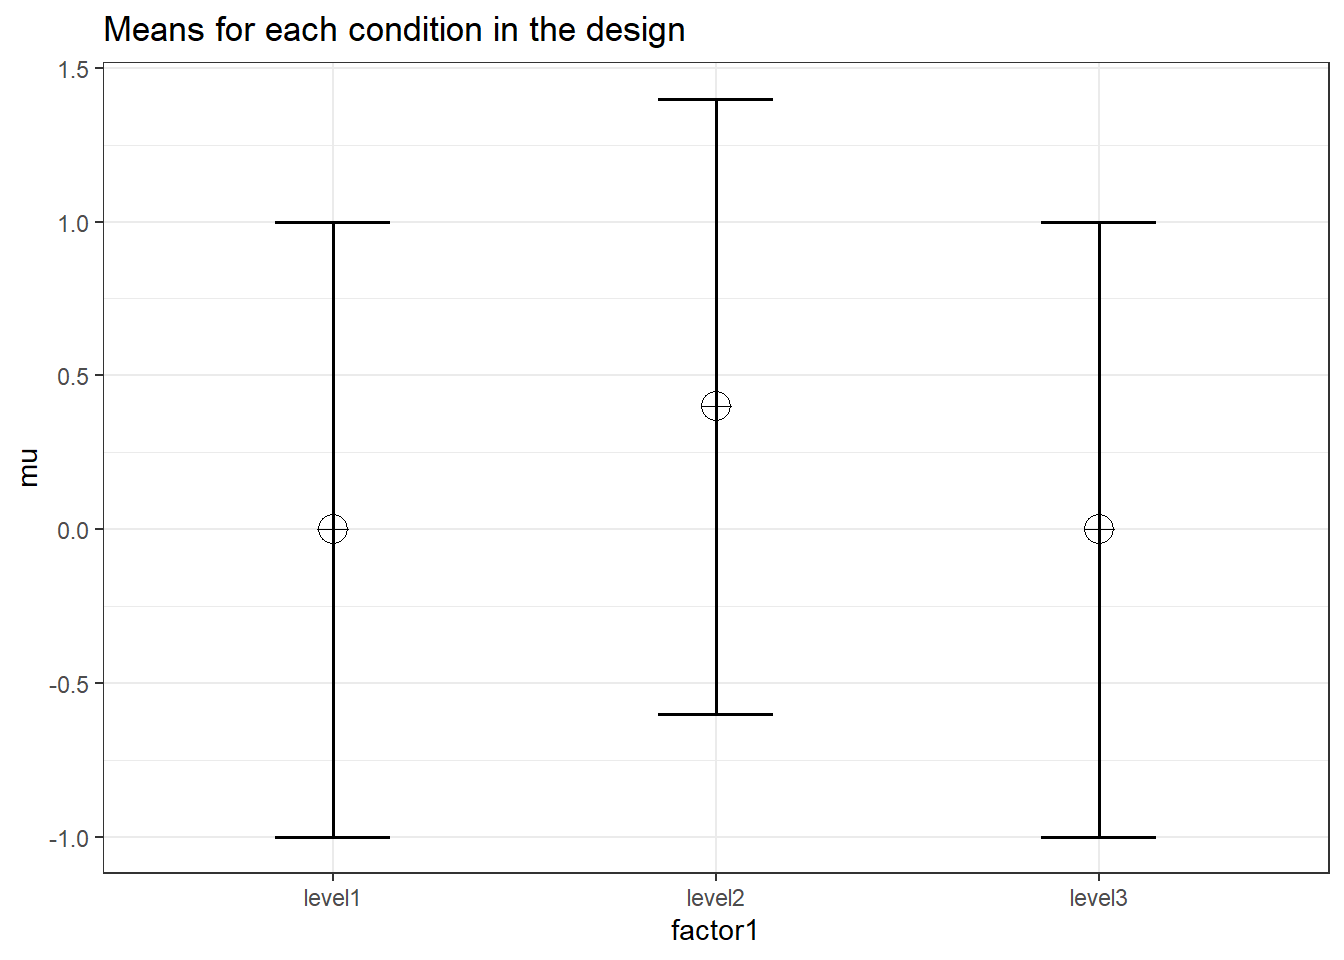 Means for each condition in the design
1.5
1.0
0.5
0.0
-0.5
-1.0
mu
level1 level2 level3
factor1